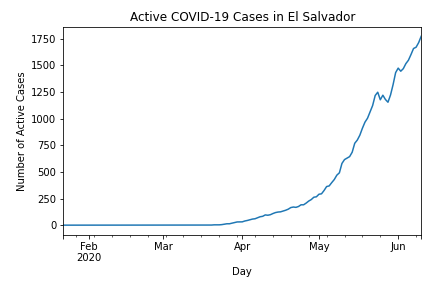 Active COVID-19 Cases in El Salvador
Number of Active Cases
1750
1500
1250
1000
750
500
250
0
Feb Mar Apr May Jun
2020
Day